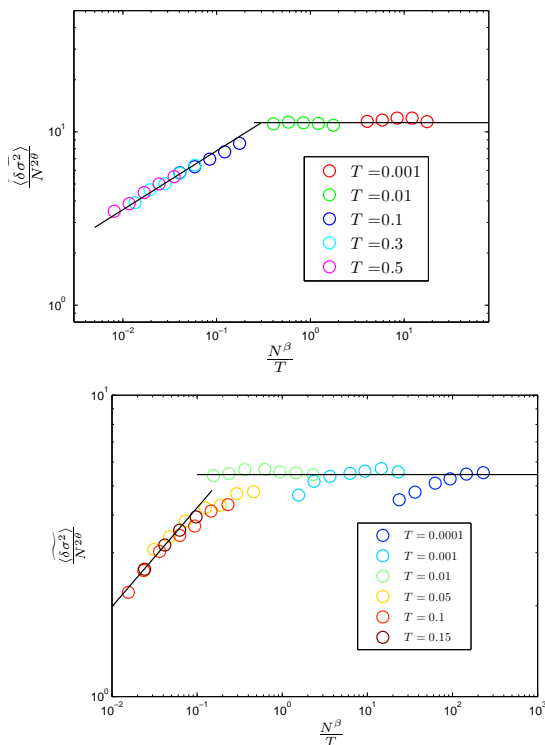 10^1
10^0
⟨δσ²⟩~ / N^{2θ}
T =0.001
T =0.01
T =0.1
T =0.3
T =0.5
10^{-2} 10^{-1} 10^0 10^1
N^β / T
10^1
10^0
⟨δσ²⟩~ / N^{2θ}
T = 0.0001
T = 0.001
T = 0.01
T = 0.05
T = 0.1
T = 0.15
10^{-2} 10^{-1} 10^0 10^1 10^2 10^3
N^β / T